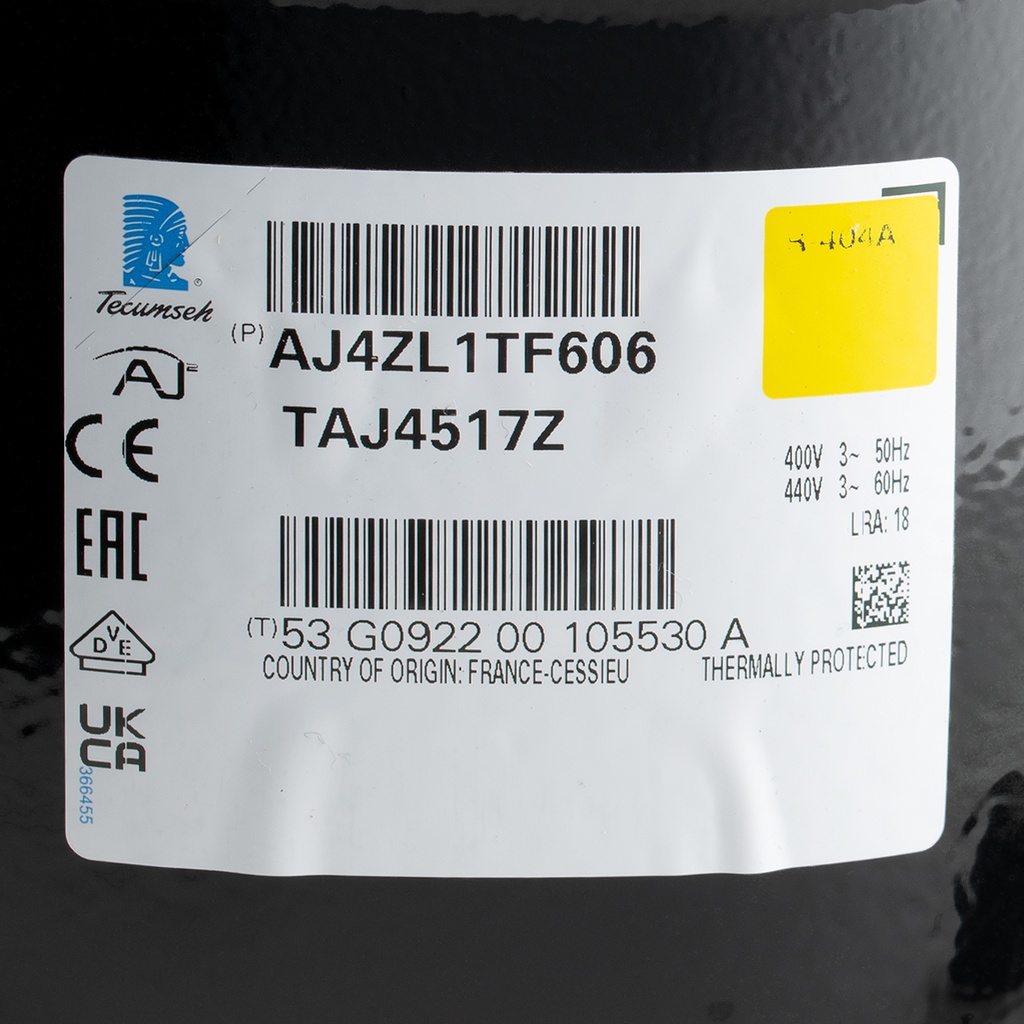 Tecumseh
AJ
(P) AJ4ZL1TF606
TAJ4517Z
404A
400V 3~ 50Hz
440V 3~ 60Hz
LRA: 18
CE
EAC
DVE
UK
CA
366455
(T) 53 G0922 00 105530 A
COUNTRY OF ORIGIN: FRANCE-CESSIEU
THERMALLY PROTECTED